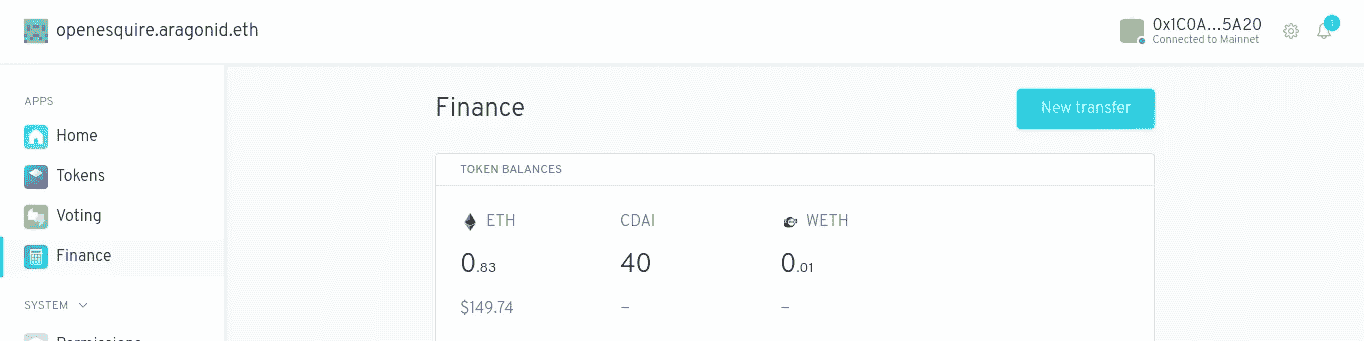 openesquire.aragonid.eth
0x1C0A...5A20
Connected to Mainnet
1
APPS
Home
Tokens
Voting
Finance
SYSTEM
Permissions
Finance
New transfer
TOKEN BALANCES
ETH CDAI WETH
0.83 40 0.01
$149.74 – –